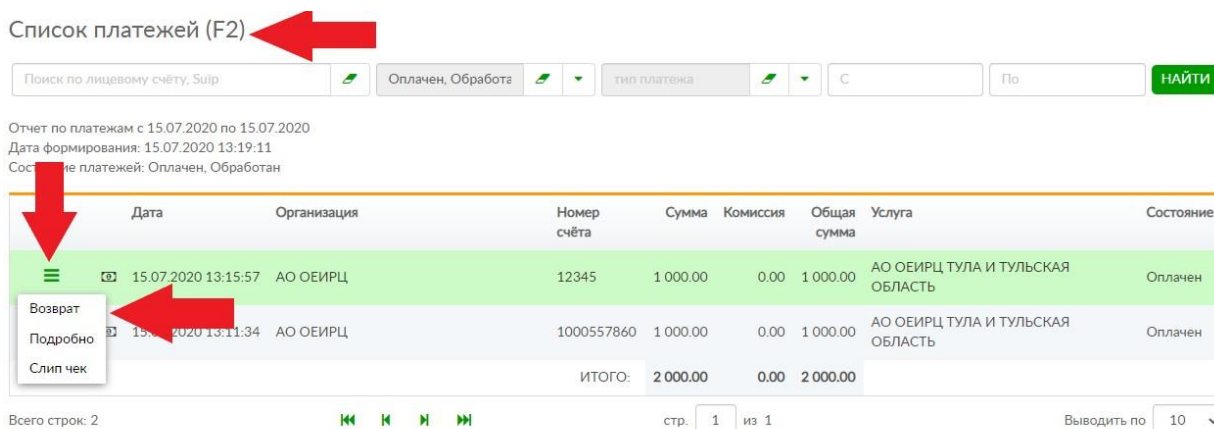 Список платежей (F2)
Поиск по лицевому счёту, Suip
Оплачен, Обработа
тип платежа
С
По
НАЙТИ
Отчет по платежам с 15.07.2020 по 15.07.2020
Дата формирования: 15.07.2020 13:19:11
платежей: Оплачен, Обработан
Дата Организация Номер счёта Сумма Комиссия Общая сумма Услуга Состояние
15.07.2020 13:15:57 АО ОЕИРЦ 12345 1 000.00 0.00 1 000.00 АО ОЕИРЦ ТУЛА И ТУЛЬСКАЯ ОБЛАСТЬ Оплачен
Возврат
Подробно
Слип чек
13:11:34 АО ОЕИРЦ 1000557860 1 000.00 0.00 1 000.00 АО ОЕИРЦ ТУЛА И ТУЛЬСКАЯ ОБЛАСТЬ Оплачен
ИТОГО: 2 000.00 0.00 2 000.00
Всего строк: 2
стр. 1 из 1
Выводить по 10